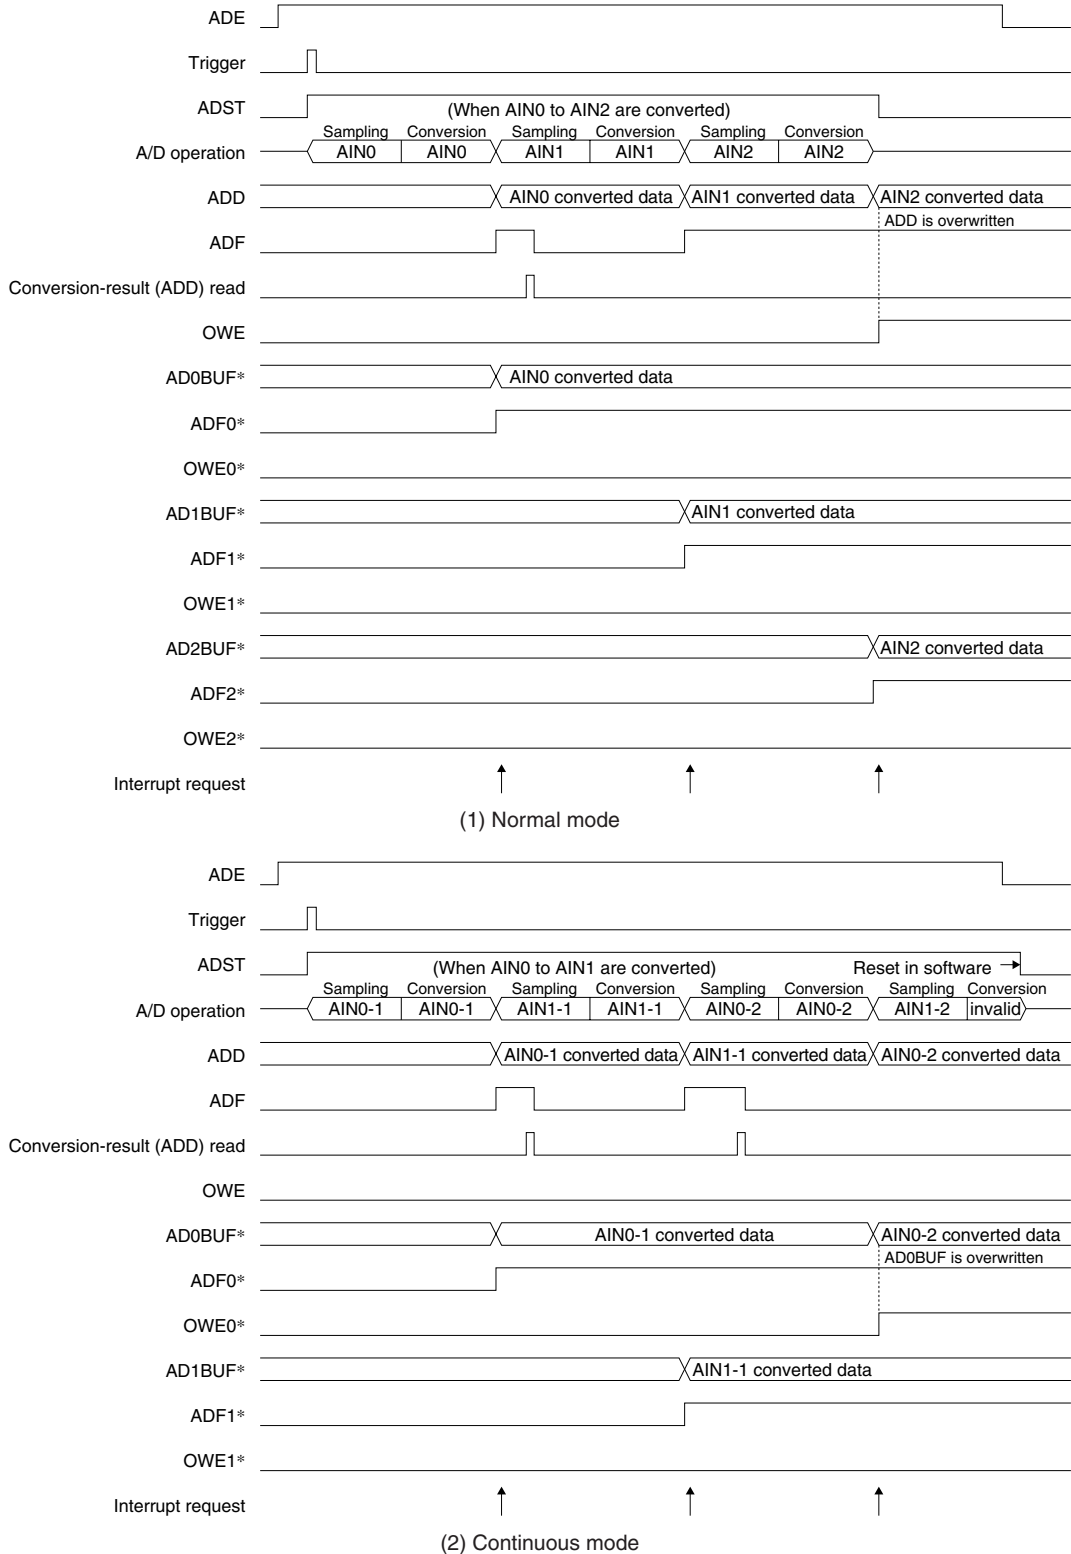 ADE
Trigger
ADST
(When AIN0 to AIN2 are converted)
Sampling Conversion Sampling Conversion Sampling Conversion
A/D operation AIN0 AIN0 AIN1 AIN1 AIN2 AIN2
ADD AIN0 converted data AIN1 converted data AIN2 converted data
ADD is overwritten
ADF
Conversion-result (ADD) read
OWE
AD0BUF* AIN0 converted data
ADF0*
OWE0*
AD1BUF* AIN1 converted data
ADF1*
OWE1*
AD2BUF* AIN2 converted data
ADF2*
OWE2*
Interrupt request
(1) Normal mode
ADE
Trigger
ADST
(When AIN0 to AIN1 are converted) Reset in software
Sampling Conversion Sampling Conversion Sampling Conversion Sampling Conversion
A/D operation AIN0-1 AIN0-1 AIN1-1 AIN1-1 AIN0-2 AIN0-2 AIN1-2 invalid
ADD AIN0-1 converted data AIN1-1 converted data AIN0-2 converted data
ADF
Conversion-result (ADD) read
OWE
AD0BUF* AIN0-1 converted data AIN0-2 converted data
AD0BUF is overwritten
ADF0*
OWE0*
AD1BUF* AIN1-1 converted data
ADF1*
OWE1*
Interrupt request
(2) Continuous mode